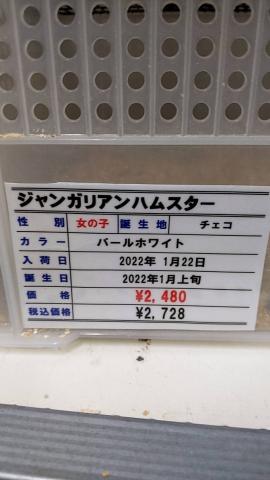 ジャンガリアンハムスター
性別 女の子 誕生地 チェコ
カラー パールホワイト
入荷日 2022年 1月22日
誕生日 2022年1月上旬
価格 ¥2,480
税込価格 ¥2,728